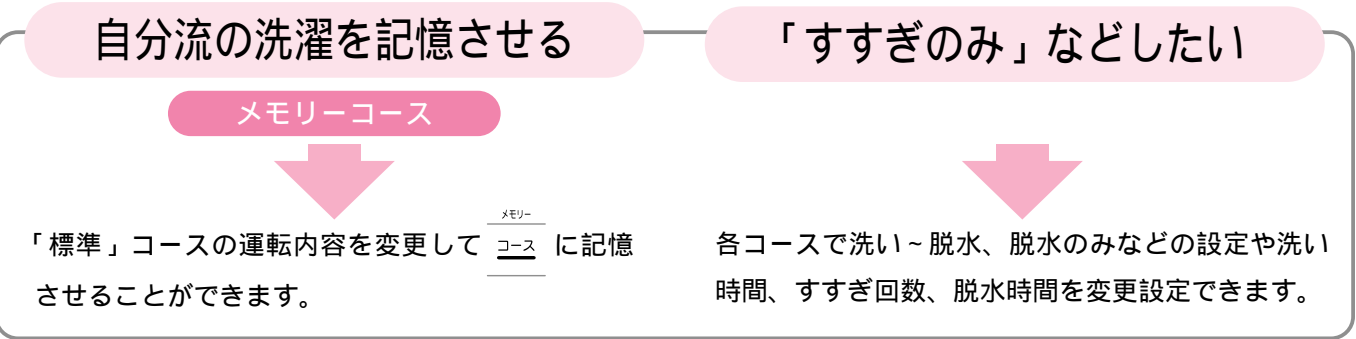 自分流の洗濯を記憶させる
メモリーコース
メモリー
「標準」コースの運転内容を変更して コース に記憶
させることができます。
「すすぎのみ」などしたい
各コースで洗い~脱水、脱水のみなどの設定や洗い
時間、すすぎ回数、脱水時間を変更設定できます。